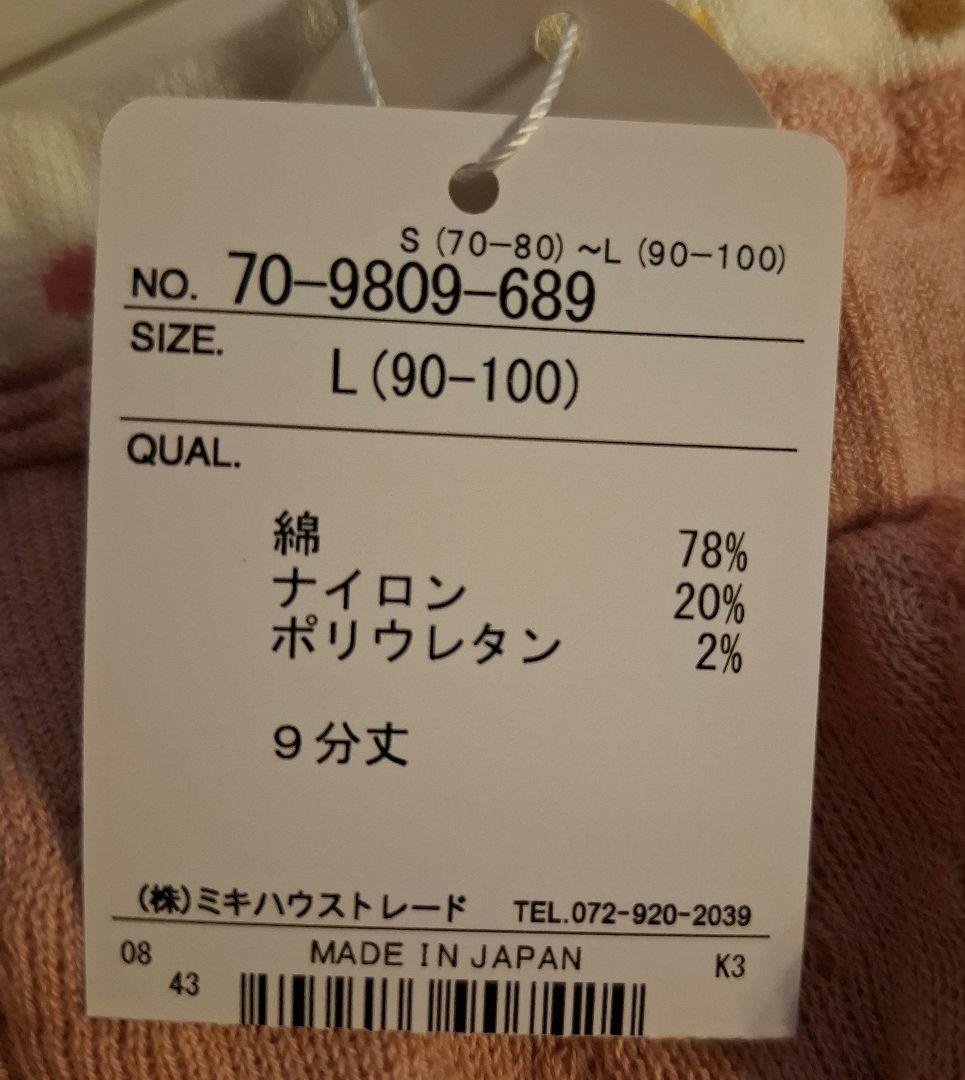 S (70-80) ~L (90-100)
NO. 70-9809-689
SIZE.
L (90-100)
QUAL.
綿 78%
ナイロン 20%
ポリウレタン 2%
9分丈
(株)ミキハウストレード TEL.072-920-2039
08 MADE IN JAPAN K3
43